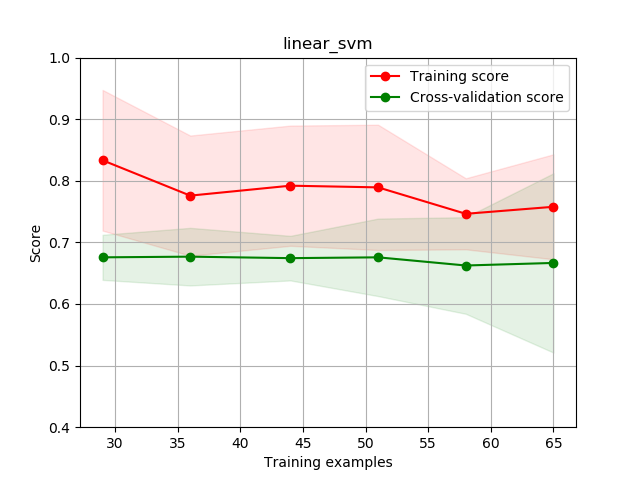 linear_svm
1.0
0.9
0.8
0.7
0.6
0.5
0.4
Score
Training score
Cross-validation score
30 35 40 45 50 55 60 65
Training examples